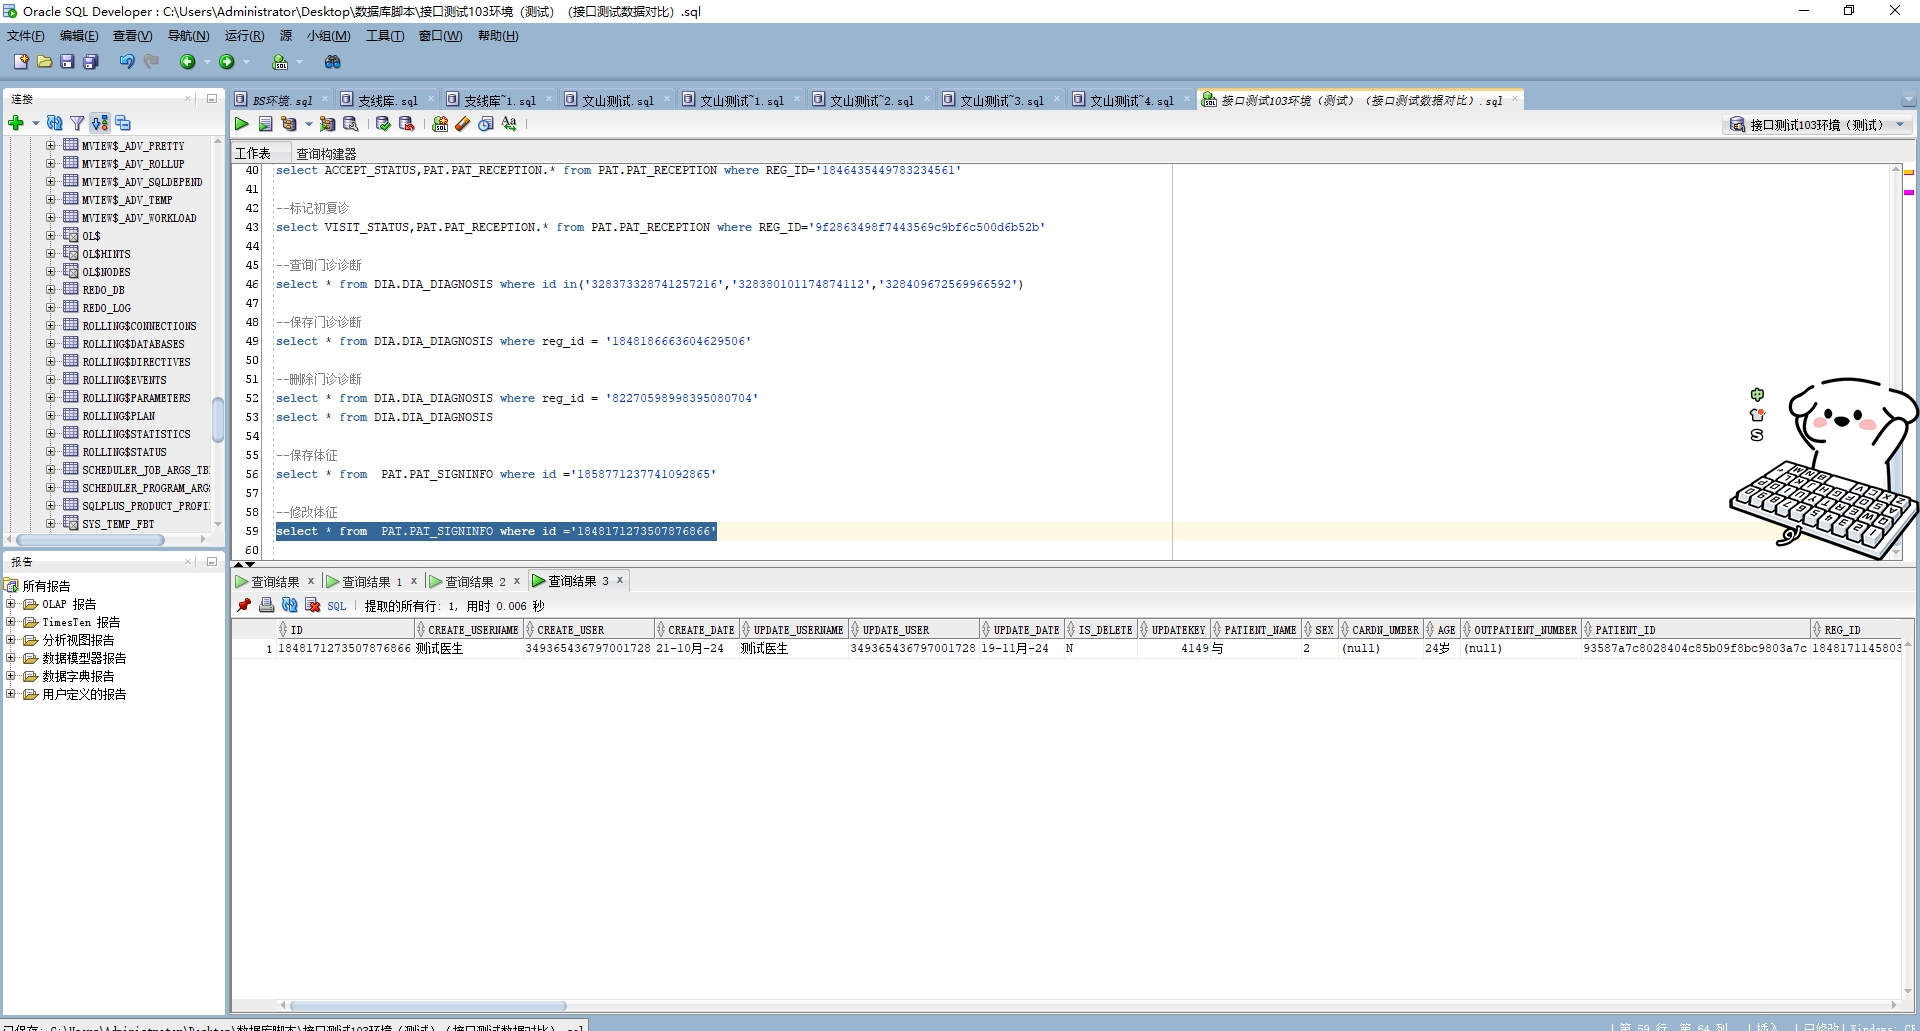 Oracle SQL Developer : C:\Users\Administrator\Desktop\数据库脚本\接口测试103环境（测试）（接口测试数据对比）.sql
文件(F) 编辑(E) 查看(V) 导航(N) 运行(R) 源 小组(M) 工具(T) 窗口(W) 帮助(H)
连接
BS环境.sql 支线库.sql 支线库~1.sql 文山测试.sql 文山测试~1.sql 文山测试~2.sql 文山测试~3.sql 文山测试~4.sql 接口测试103环境（测试）（接口测试数据对比）.sql
接口测试103环境（测试）
工作表 查询构建器
MVIEW$_ADV_PRETTY
MVIEW$_ADV_ROLLUP
MVIEW$_ADV_SQLDEPEND
MVIEW$_ADV_TEMP
MVIEW$_ADV_WORKLOAD
OL$
OL$HINTS
OL$NODES
REDO_DB
REDO_LOG
ROLLING$CONNECTIONS
ROLLING$DATABASES
ROLLING$DIRECTIVES
ROLLING$EVENTS
ROLLING$PARAMETERS
ROLLING$PLAN
ROLLING$STATISTICS
ROLLING$STATUS
SCHEDULER_JOB_ARGS_TB
SCHEDULER_PROGRAM_ARG
SQLPLUS_PRODUCT_PROFI
SYS_TEMP_FBT
40 select ACCEPT_STATUS,PAT.PAT_RECEPTION.* from PAT.PAT_RECEPTION where REG_ID='1846435449783234561'
41
42 --标记初复诊
43 select VISIT_STATUS,PAT.PAT_RECEPTION.* from PAT.PAT_RECEPTION where REG_ID='9f2863498f7443569c9bf6c500d6b52b'
44
45 --查询门诊诊断
46 select * from DIA.DIA_DIAGNOSIS where id in('328373328741257216','328380101174874112','328409672569966592')
47
48 --保存门诊诊断
49 select * from DIA.DIA_DIAGNOSIS where reg_id = '1848186663604629506'
50
51 --删除门诊诊断
52 select * from DIA.DIA_DIAGNOSIS where reg_id = '82270598998395080704'
53 select * from DIA.DIA_DIAGNOSIS
54
55 --保存体征
56 select * from  PAT.PAT_SIGNINFO where id ='1858771237741092865'
57
58 --修改体征
59 select * from  PAT.PAT_SIGNINFO where id ='1848171273507876866'
60
报告
所有报告
OLAP 报告
TimesTen 报告
分析视图报告
数据模型器报告
数据字典报告
用户定义的报告
查询结果 x 查询结果 1 x 查询结果 2 x 查询结果 3 x
SQL | 提取的所有行: 1, 用时 0.006 秒
ID CREATE_USERNAME CREATE_USER CREATE_DATE UPDATE_USERNAME UPDATE_USER UPDATE_DATE IS_DELETE UPDATEKEY PATIENT_NAME SEX CARDN_UMBER AGE OUTPATIENT_NUMBER PATIENT_ID REG_ID
1 1848171273507876866 测试医生 349365436797001728 21-10月-24 测试医生 349365436797001728 19-11月-24 N 4149 与 2 (null) 24岁 (null) 93587a7c8028404c85b09f8bc9803a7c 1848171145803
已保存: C:\Users\Administrator\Desktop\数据库脚本\接口测试103环境（测试）（接口测试数据对比）.sql
第 59 行, 第 64 列 | 插入 | 已修改 | Windows: CR